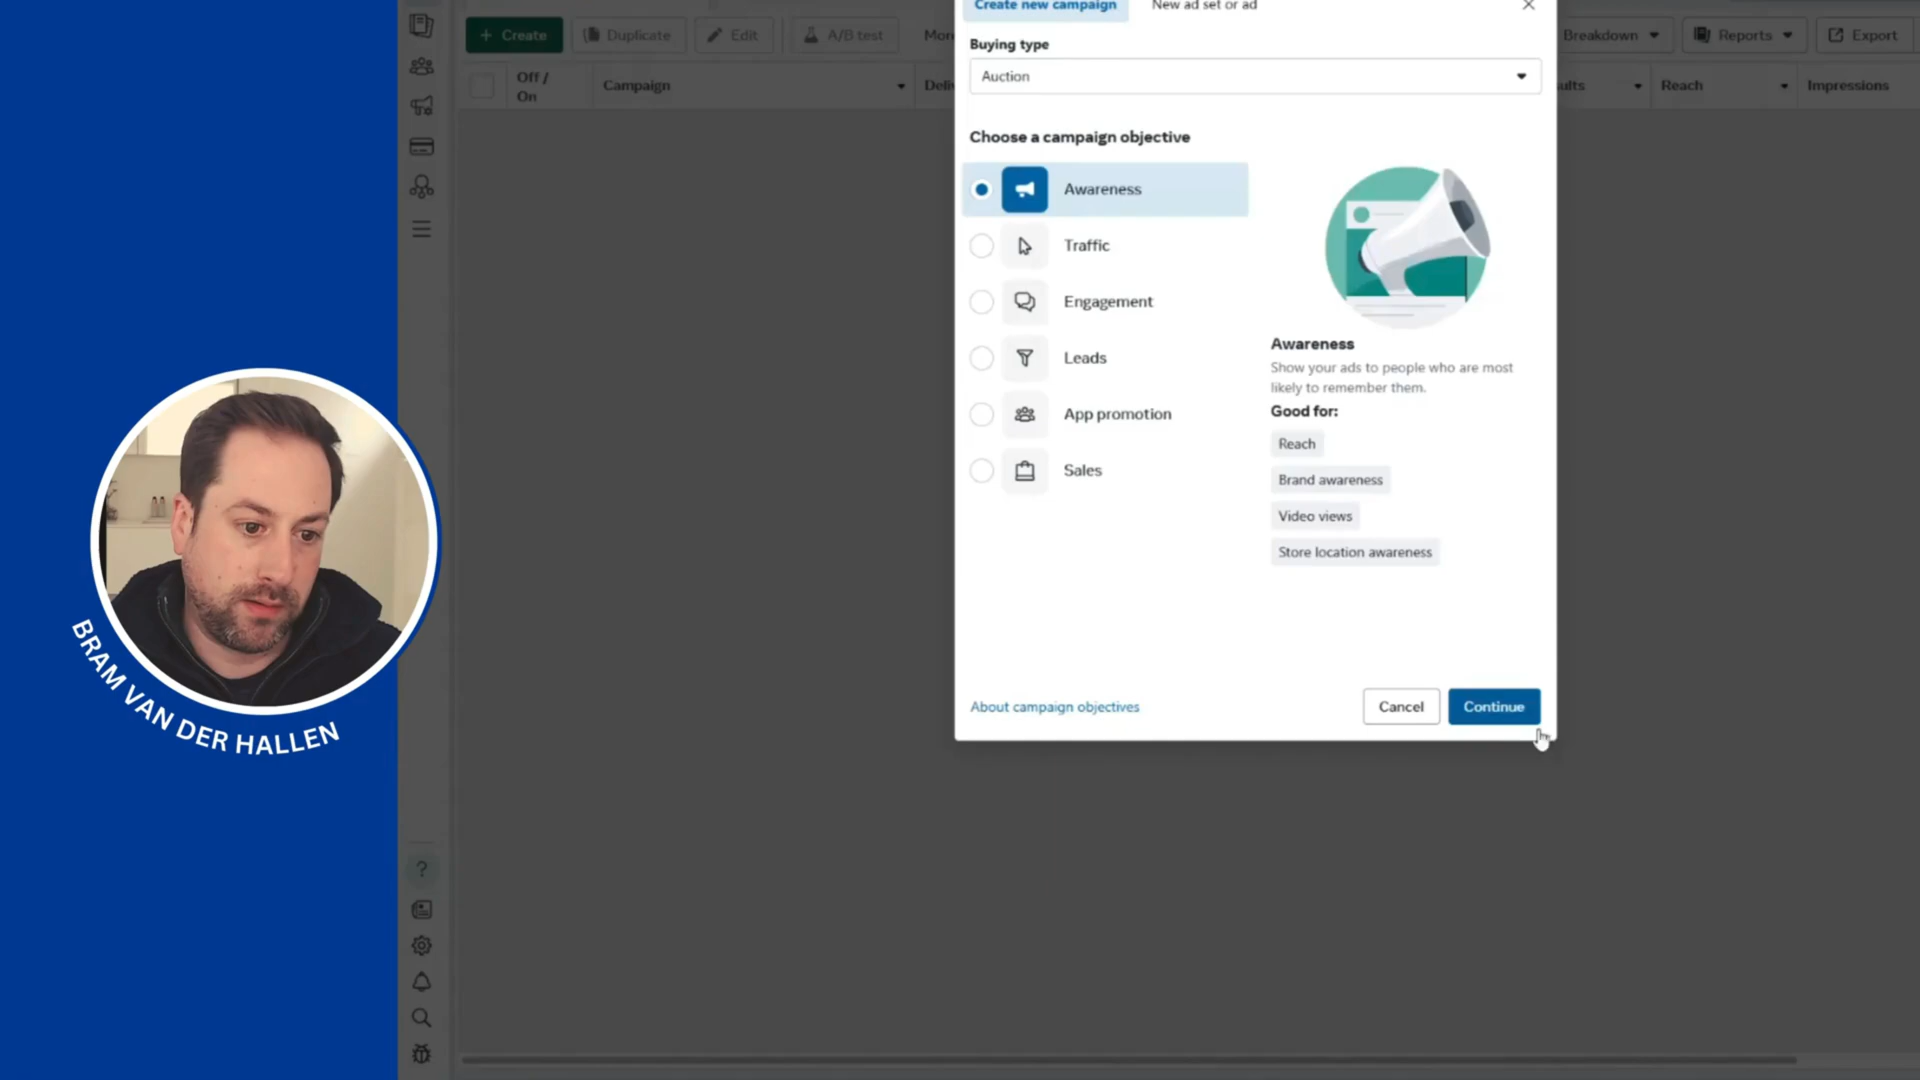 Create new campaign
New ad set or ad
Create
Duplicate
Edit
A/B test
Breakdown
Reports
Export
Buying type
Auction
Off / On
Campaign
Reach
Impressions
Choose a campaign objective
Awareness
Traffic
Engagement
Leads
App promotion
Sales
Awareness
Show your ads to people who are most
likely to remember them.
Good for:
Reach
Brand awareness
Video views
Store location awareness
About campaign objectives
Cancel
Continue
BRAM VAN DER HALLEN